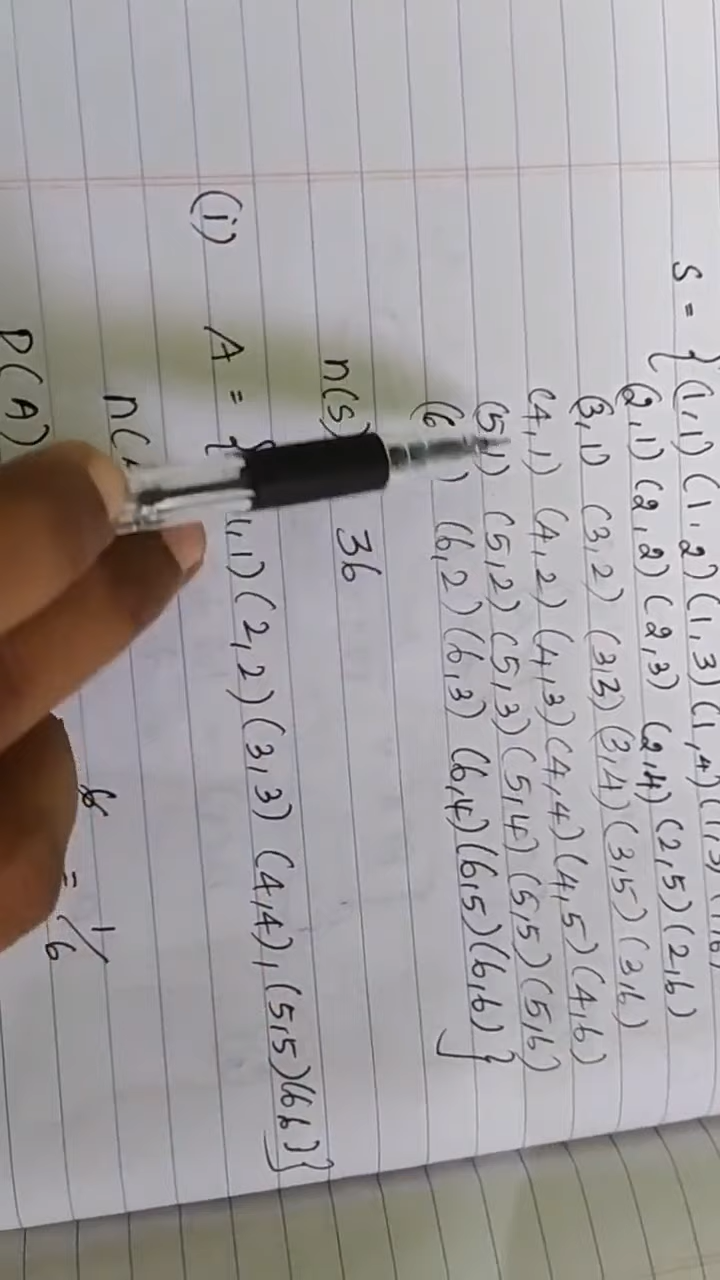 S = { (1,1) (1,2) (1,3) (1,4)
(2,1) (2,2) (2,3) (2,4) (2,5) (2,6)
(3,1) (3,2) (3,3) (3,4) (3,5) (3,6)
(4,1) (4,2) (4,3) (4,4) (4,5) (4,6)
(5,1) (5,2) (5,3) (5,4) (5,5) (5,6)
(6 ) (6,2) (6,3) (6,4) (6,5) (6,6) }
n(S) 36
(i) A = { 1,1) (2,2) (3,3) (4,4), (5,5) (6,6) }
n(
P(A) = 1/6